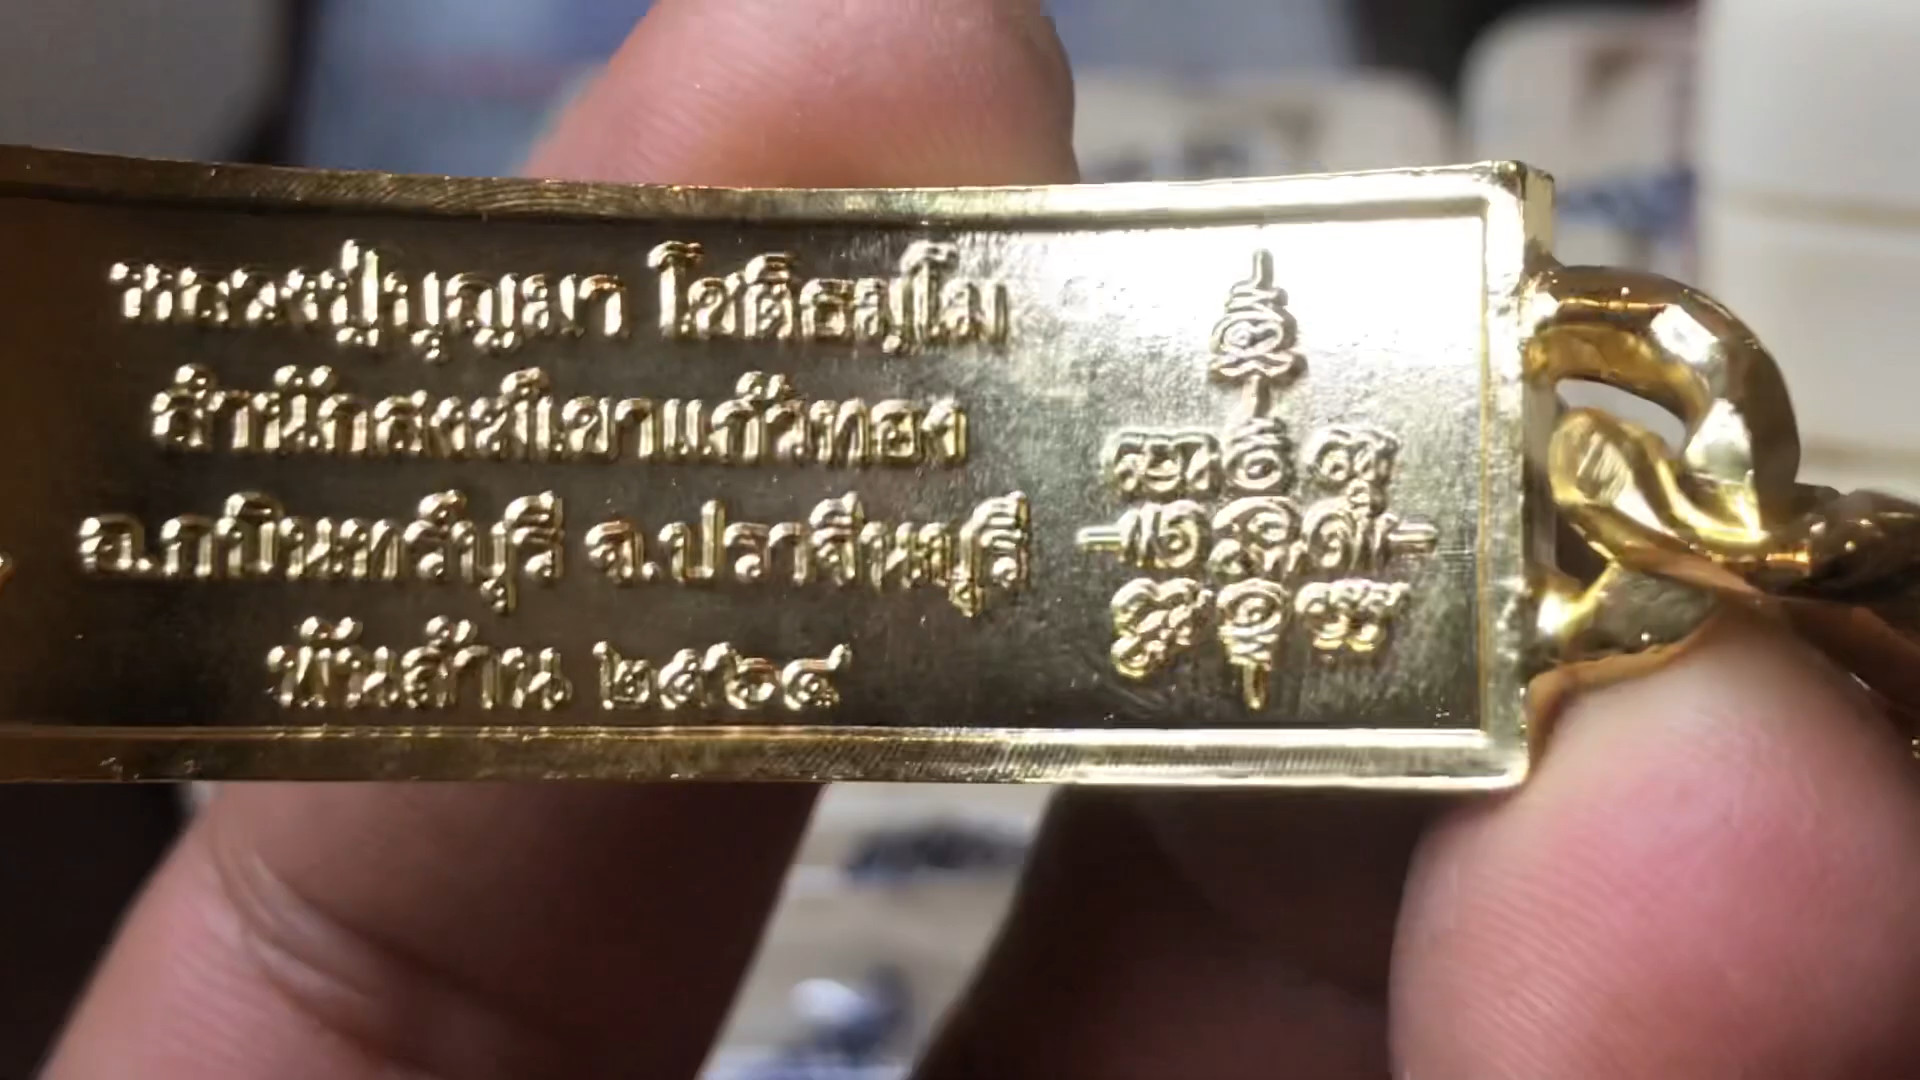 หลวงปู่บุญมา โชติธมฺโม
สำนักสงฆ์เขาแก้วทอง
อ.กบินทร์บุรี จ.ปราจีนบุรี
พันล้าน ๒๕๖๔